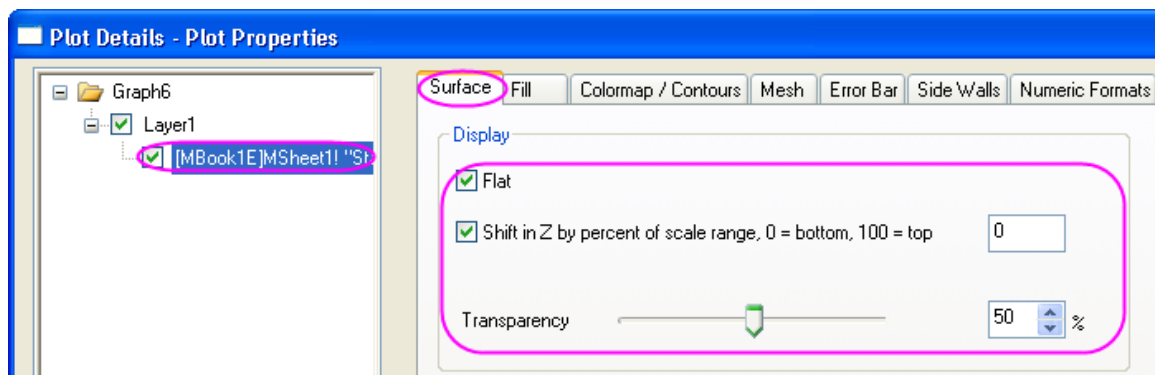 Plot Details - Plot Properties
Graph6
Layer1
[MBook1E]MSheet1! "Sh
Surface Fill Colormap / Contours Mesh Error Bar Side Walls Numeric Formats
Display
Flat
Shift in Z by percent of scale range, 0 = bottom, 100 = top 0
Transparency 50 %